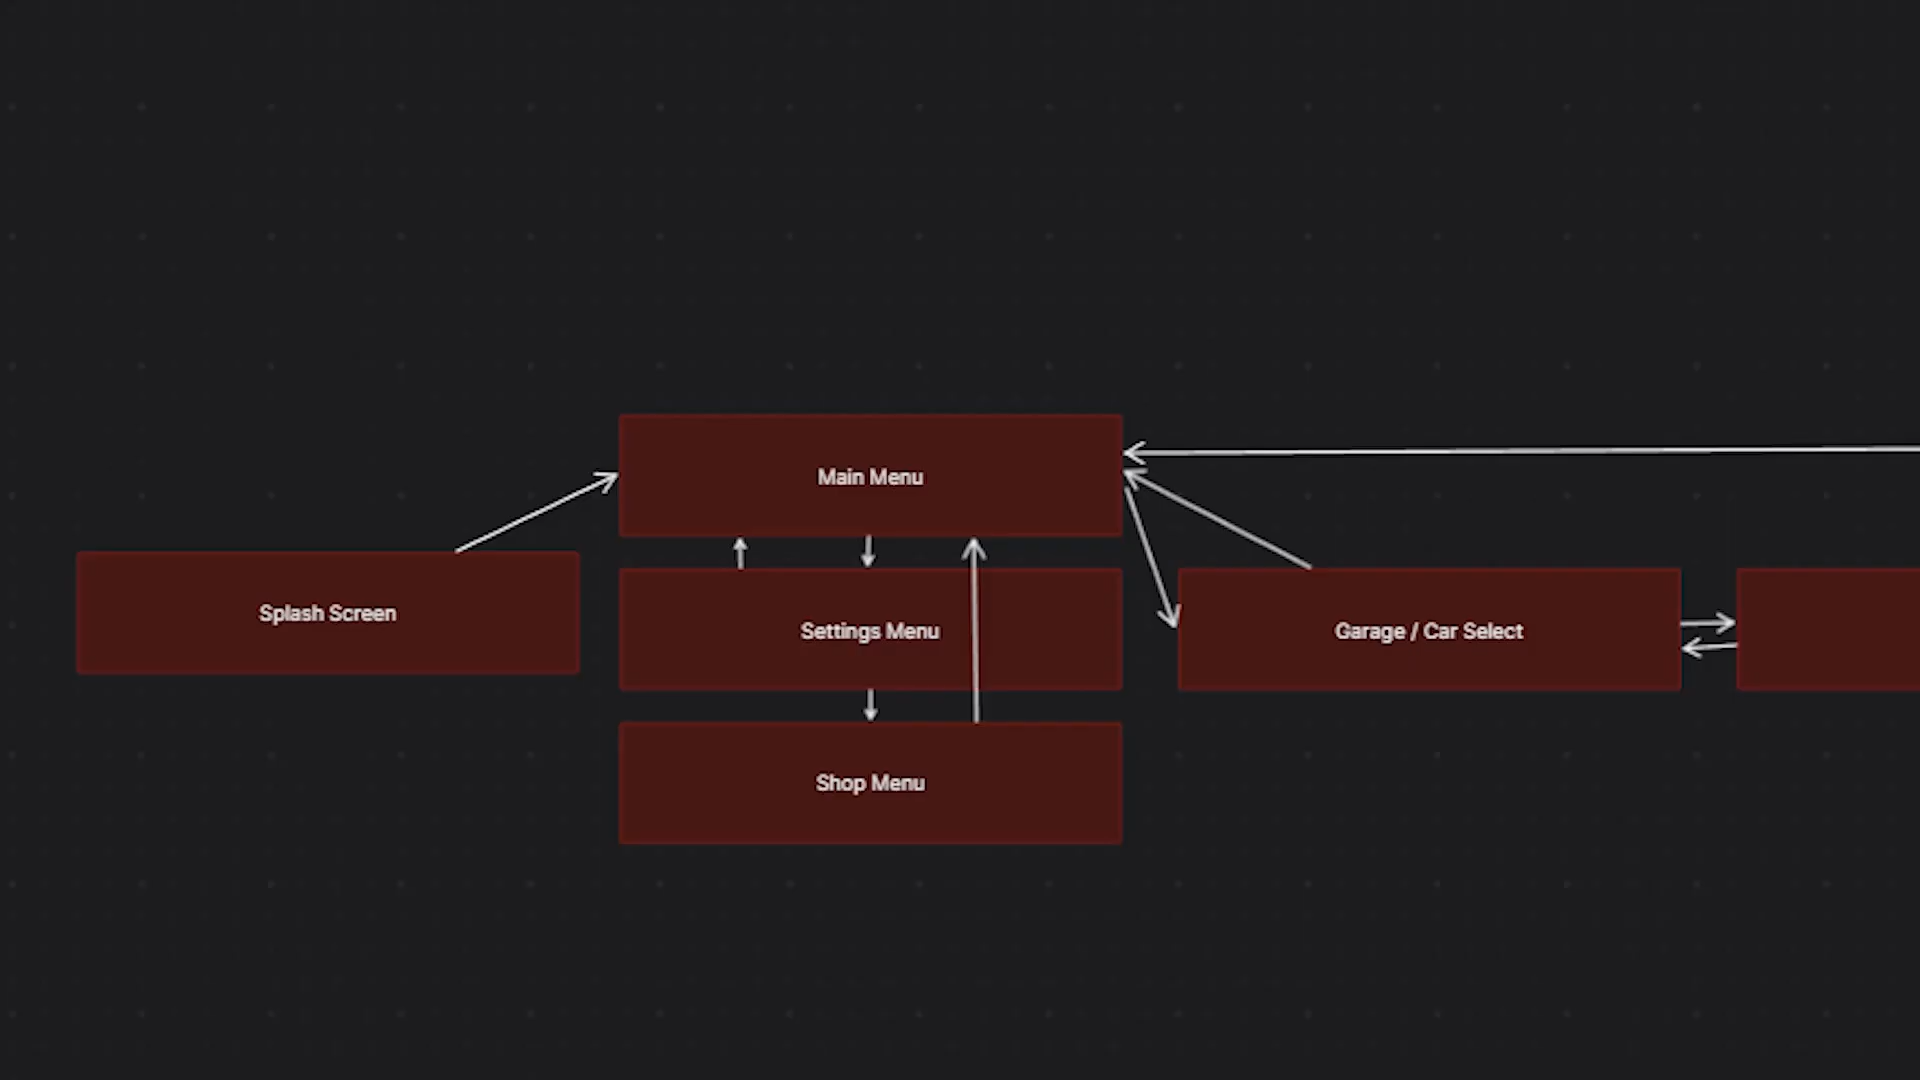 Main Menu
Splash Screen
Settings Menu
Garage / Car Select
Shop Menu